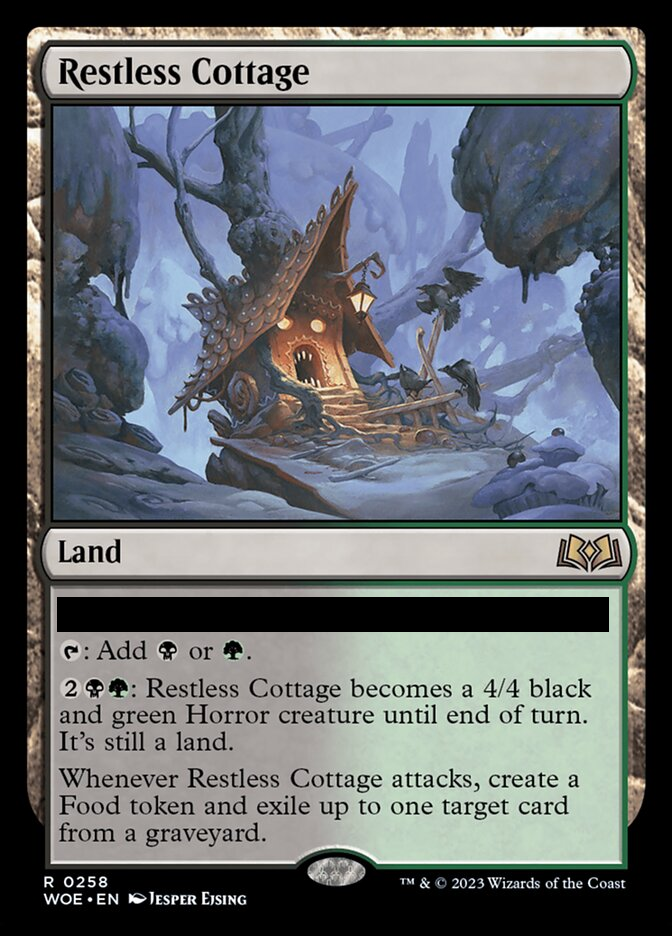 Restless Cottage
Land
: Add or .
2: Restless Cottage becomes a 4/4 black
and green Horror creature until end of turn.
It's still a land.
Whenever Restless Cottage attacks, create a
Food token and exile up to one target card
from a graveyard.
R 0258
WOE • EN Jesper Ejsing
™ & © 2023 Wizards of the Coast